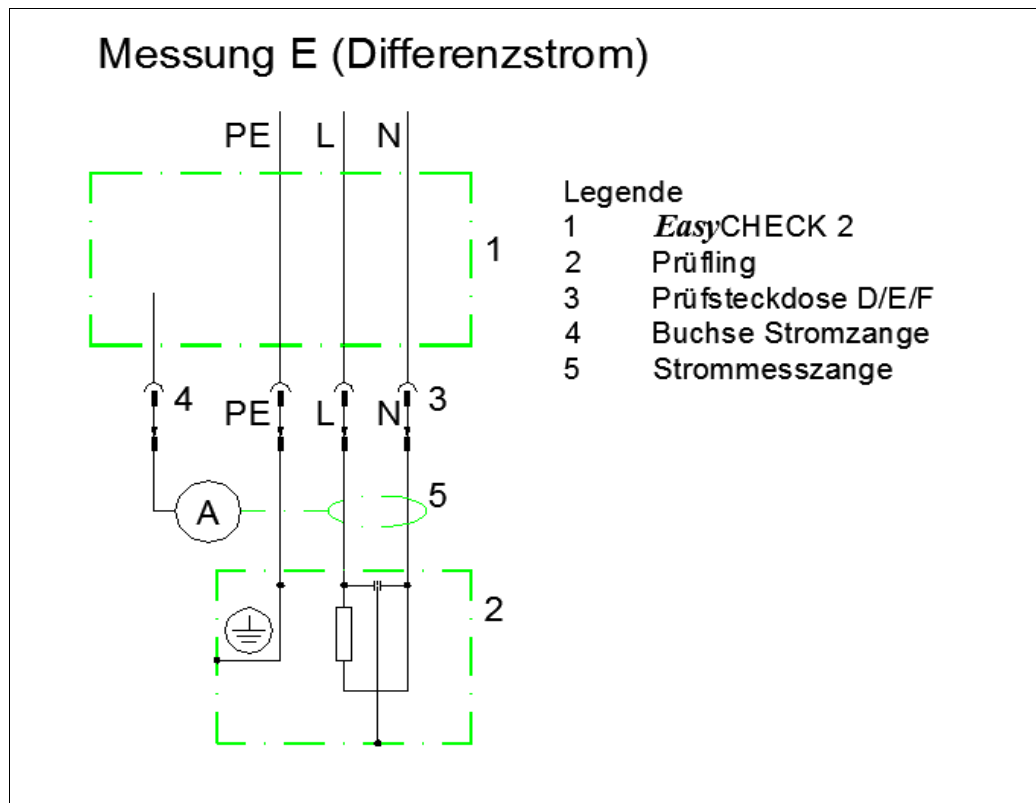 Messung E (Differenzstrom)
PE L N
1
Legende
1 EasyCHECK 2
2 Prüfling
3 Prüfsteckdose D/E/F
4 Buchse Stromzange
5 Strommesszange
4 PE L N 3
A 5
2